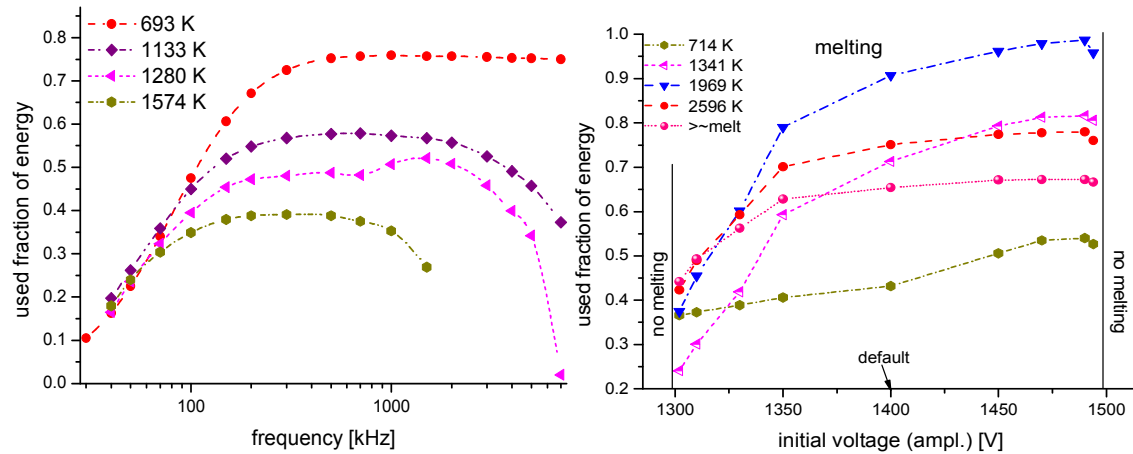 693 K
1133 K
1280 K
1574 K
0.8
0.7
0.6
0.5
0.4
0.3
0.2
0.1
0.0
used fraction of energy
100
1000
frequency [kHz]
714 K
1341 K
1969 K
2596 K
>~melt
melting
1.0
0.9
0.8
0.7
0.6
0.5
0.4
0.3
0.2
used fraction of energy
no melting
no melting
default
1300
1350
1400
1450
1500
initial voltage (ampl.) [V]